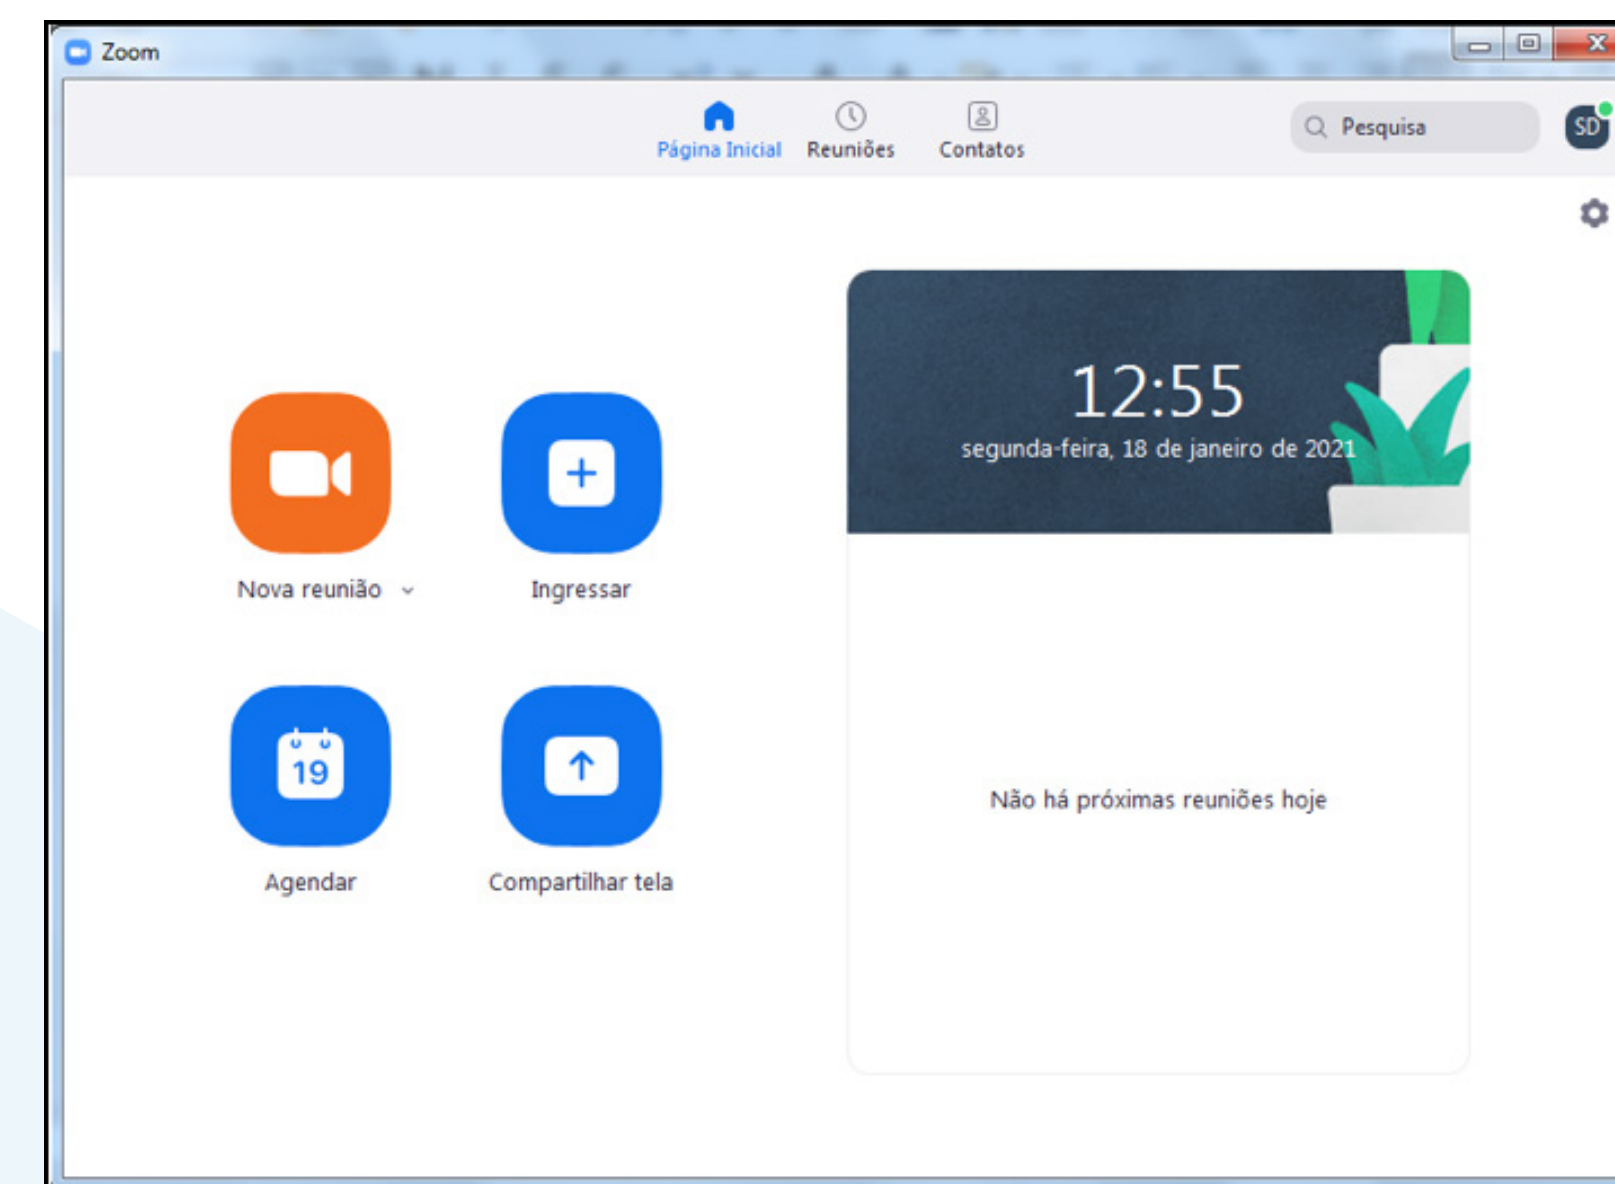 Zoom
Página Inicial
Reuniões
Contatos
Pesquisa
SD
12:55
segunda-feira, 18 de janeiro de 2021
Nova reunião
Ingressar
19
Agendar
Compartilhar tela
Não há próximas reuniões hoje